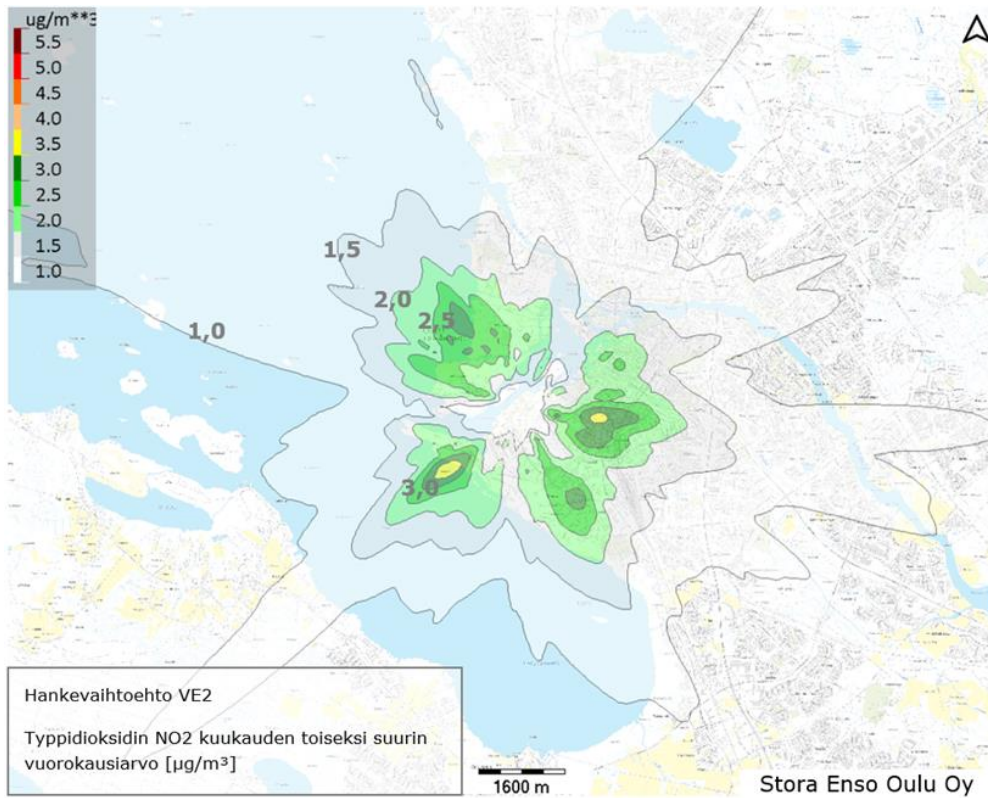 ug/m**3
5.5
5.0
4.5
4.0
3.5
3.0
2.5
2.0
1.5
1.0
1,5
2,0
2,5
1,0
3,0
Hankevaihtoehto VE2
Typpidioksidin NO2 kuukauden toiseksi suurin
vuorokausiarvo [µg/m³]
1600 m
Stora Enso Oulu Oy